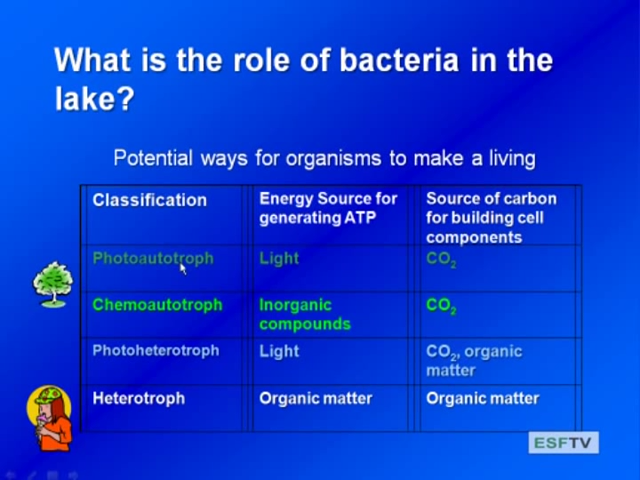 What is the role of bacteria in the
lake?
Potential ways for organisms to make a living
Classification
Energy Source for
generating ATP
Source of carbon
for building cell
components
Photoautotroph
Light
CO₂
Chemoautotroph
Inorganic
compounds
CO₂
Photoheterotroph
Light
CO₂, organic
matter
Heterotroph
Organic matter
Organic matter
ESFTV